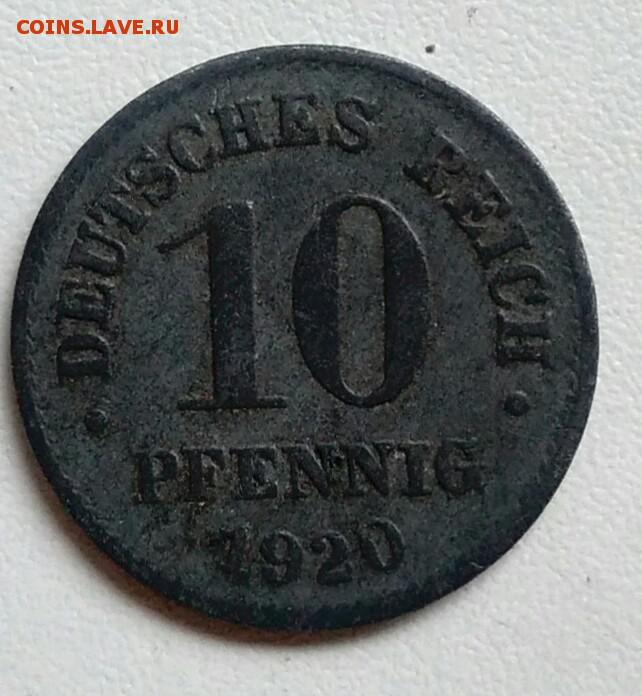 COINS.LAVE.RU
· DEUTSCHES REICH ·
10
PFENNIG
1920